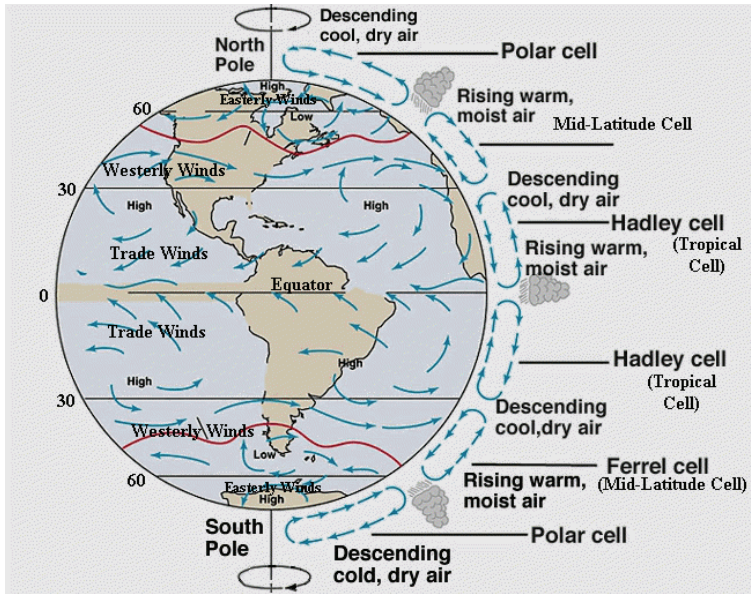 Descending
cool, dry air
North
Pole
Polar cell
High
Easterly Winds
Low
60
Rising warm,
moist air
Mid-Latitude Cell
Westerly Winds
30
High
High
Descending
cool, dry air
Hadley cell
(Tropical
Cell)
Rising warm,
moist air
Trade Winds
0
Equator
Trade Winds
High
High
Hadley cell
(Tropical
Cell)
30
Descending
cool,dry air
Westerly Winds
Low
60
Rising warm,
moist air
Ferrel cell
(Mid-Latitude Cell)
Easterly Winds
High
South
Pole
Polar cell
Descending
cold, dry air